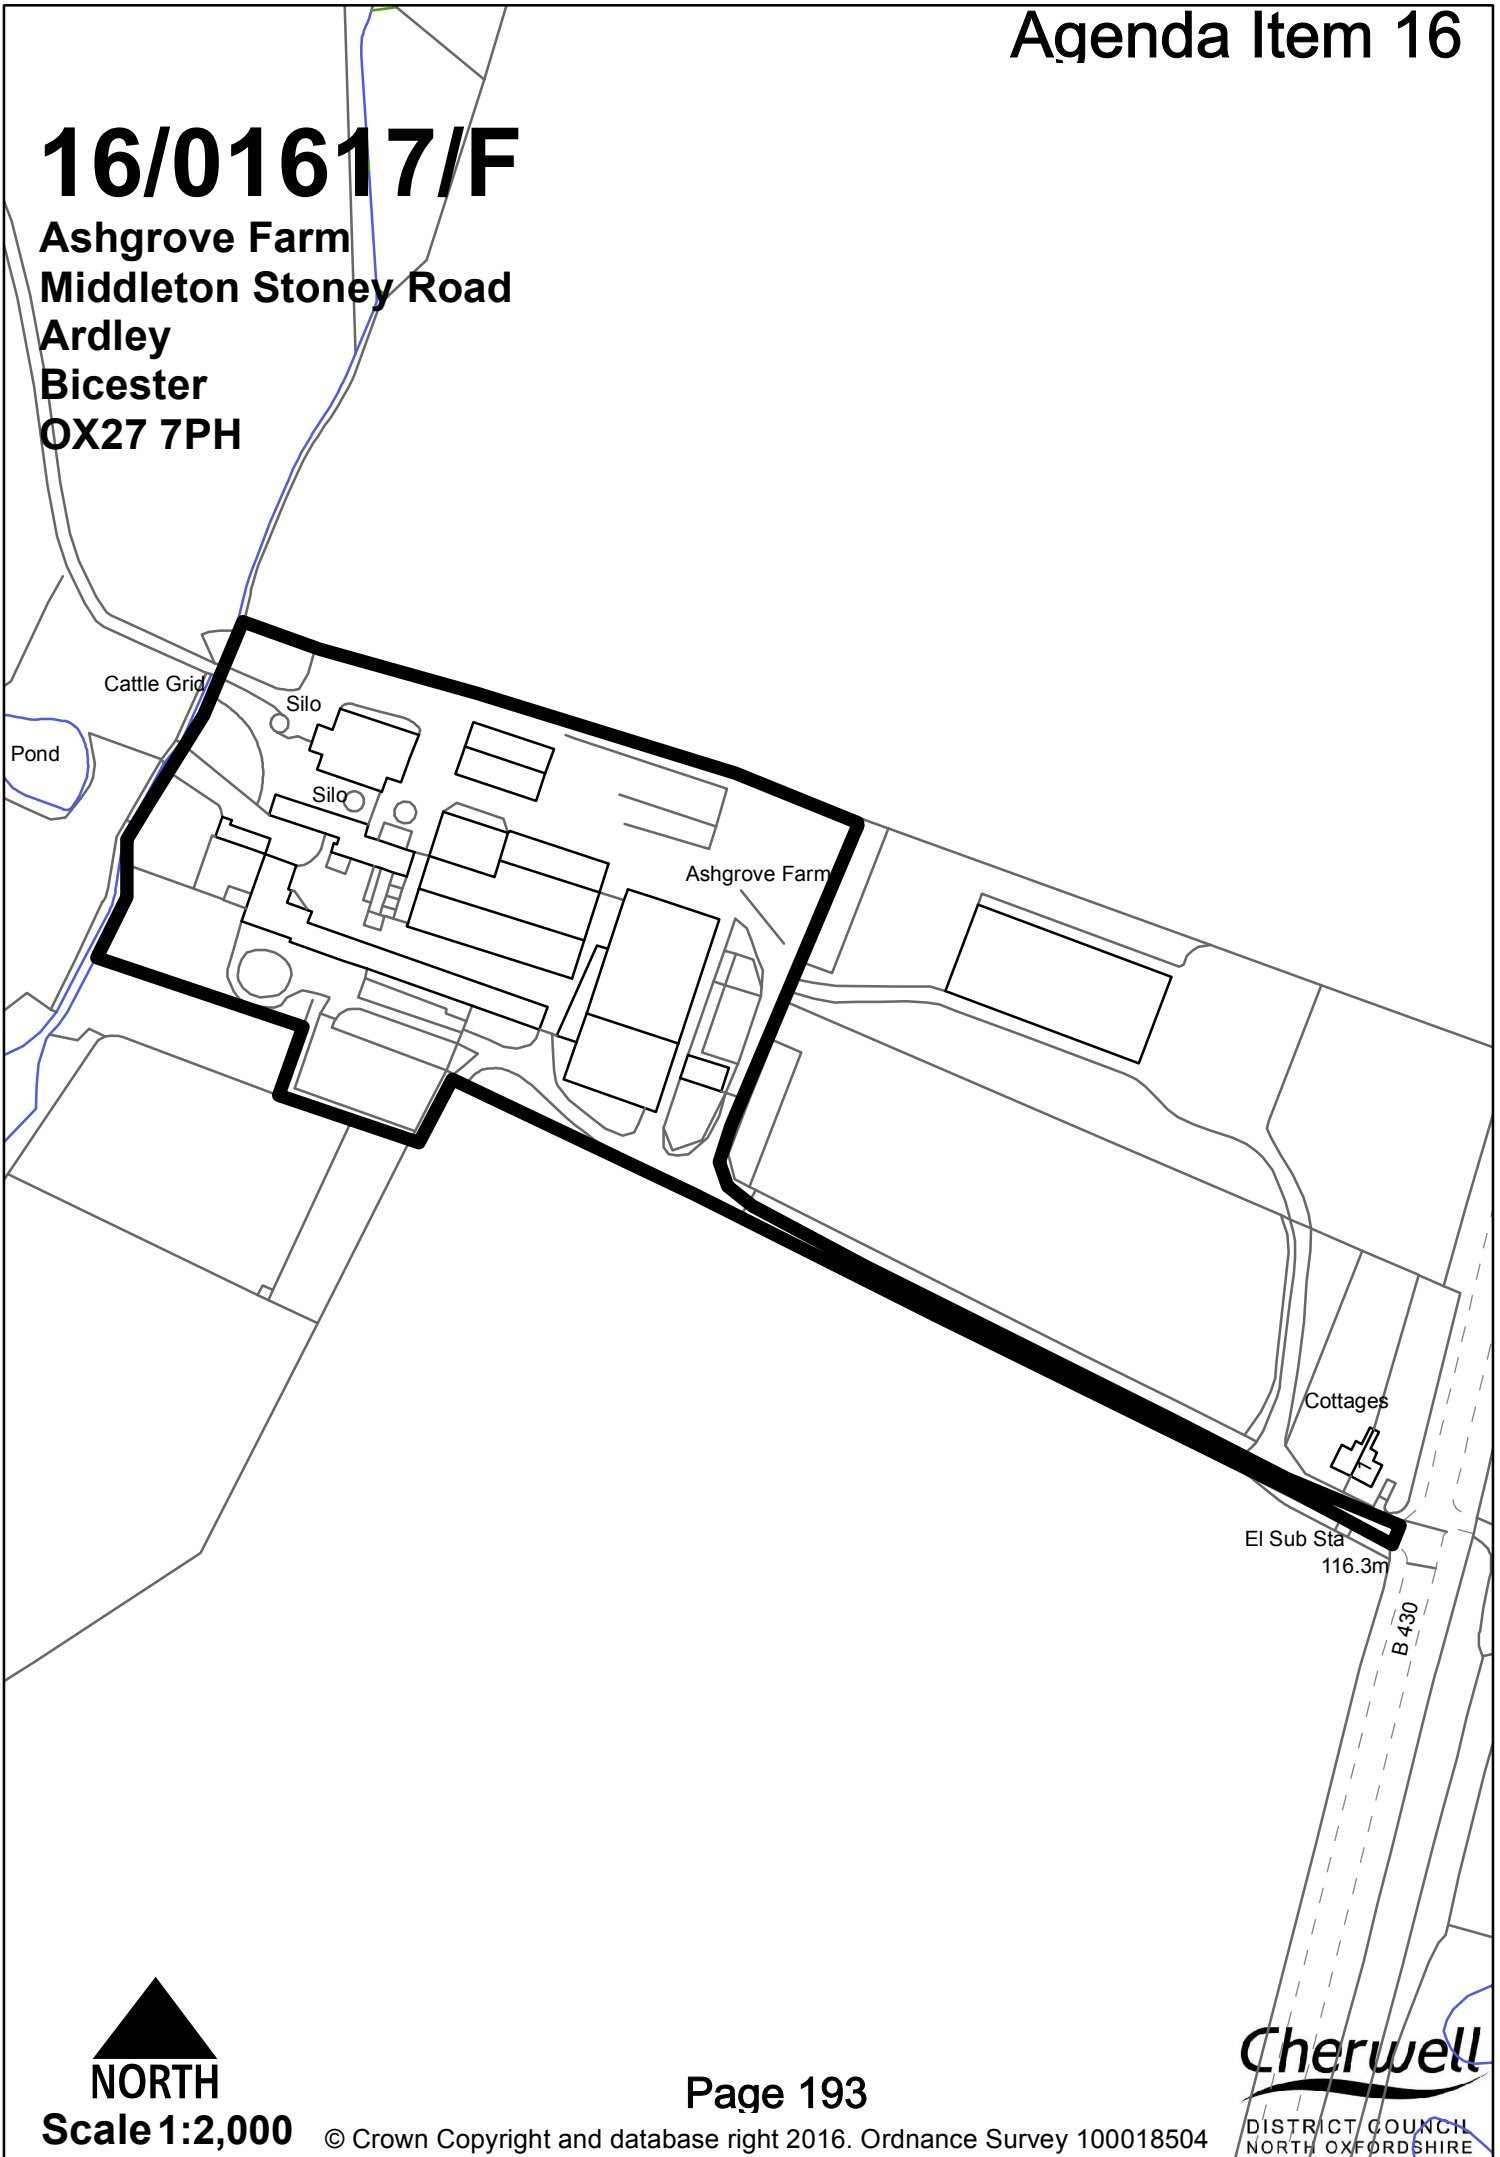 Agenda Item 16
16/01617/F
Ashgrove Farm
Middleton Stoney Road
Ardley
Bicester
OX27 7PH
Cattle Grid
Silo
Pond
Silo
Ashgrove Farm
Cottages
1
El Sub Sta
116.3m
B 430
NORTH
Scale 1:2,000
Page 193
© Crown Copyright and database right 2016. Ordnance Survey 100018504
Cherwell
DISTRICT COUNCIL
NORTH OXFORDSHIRE